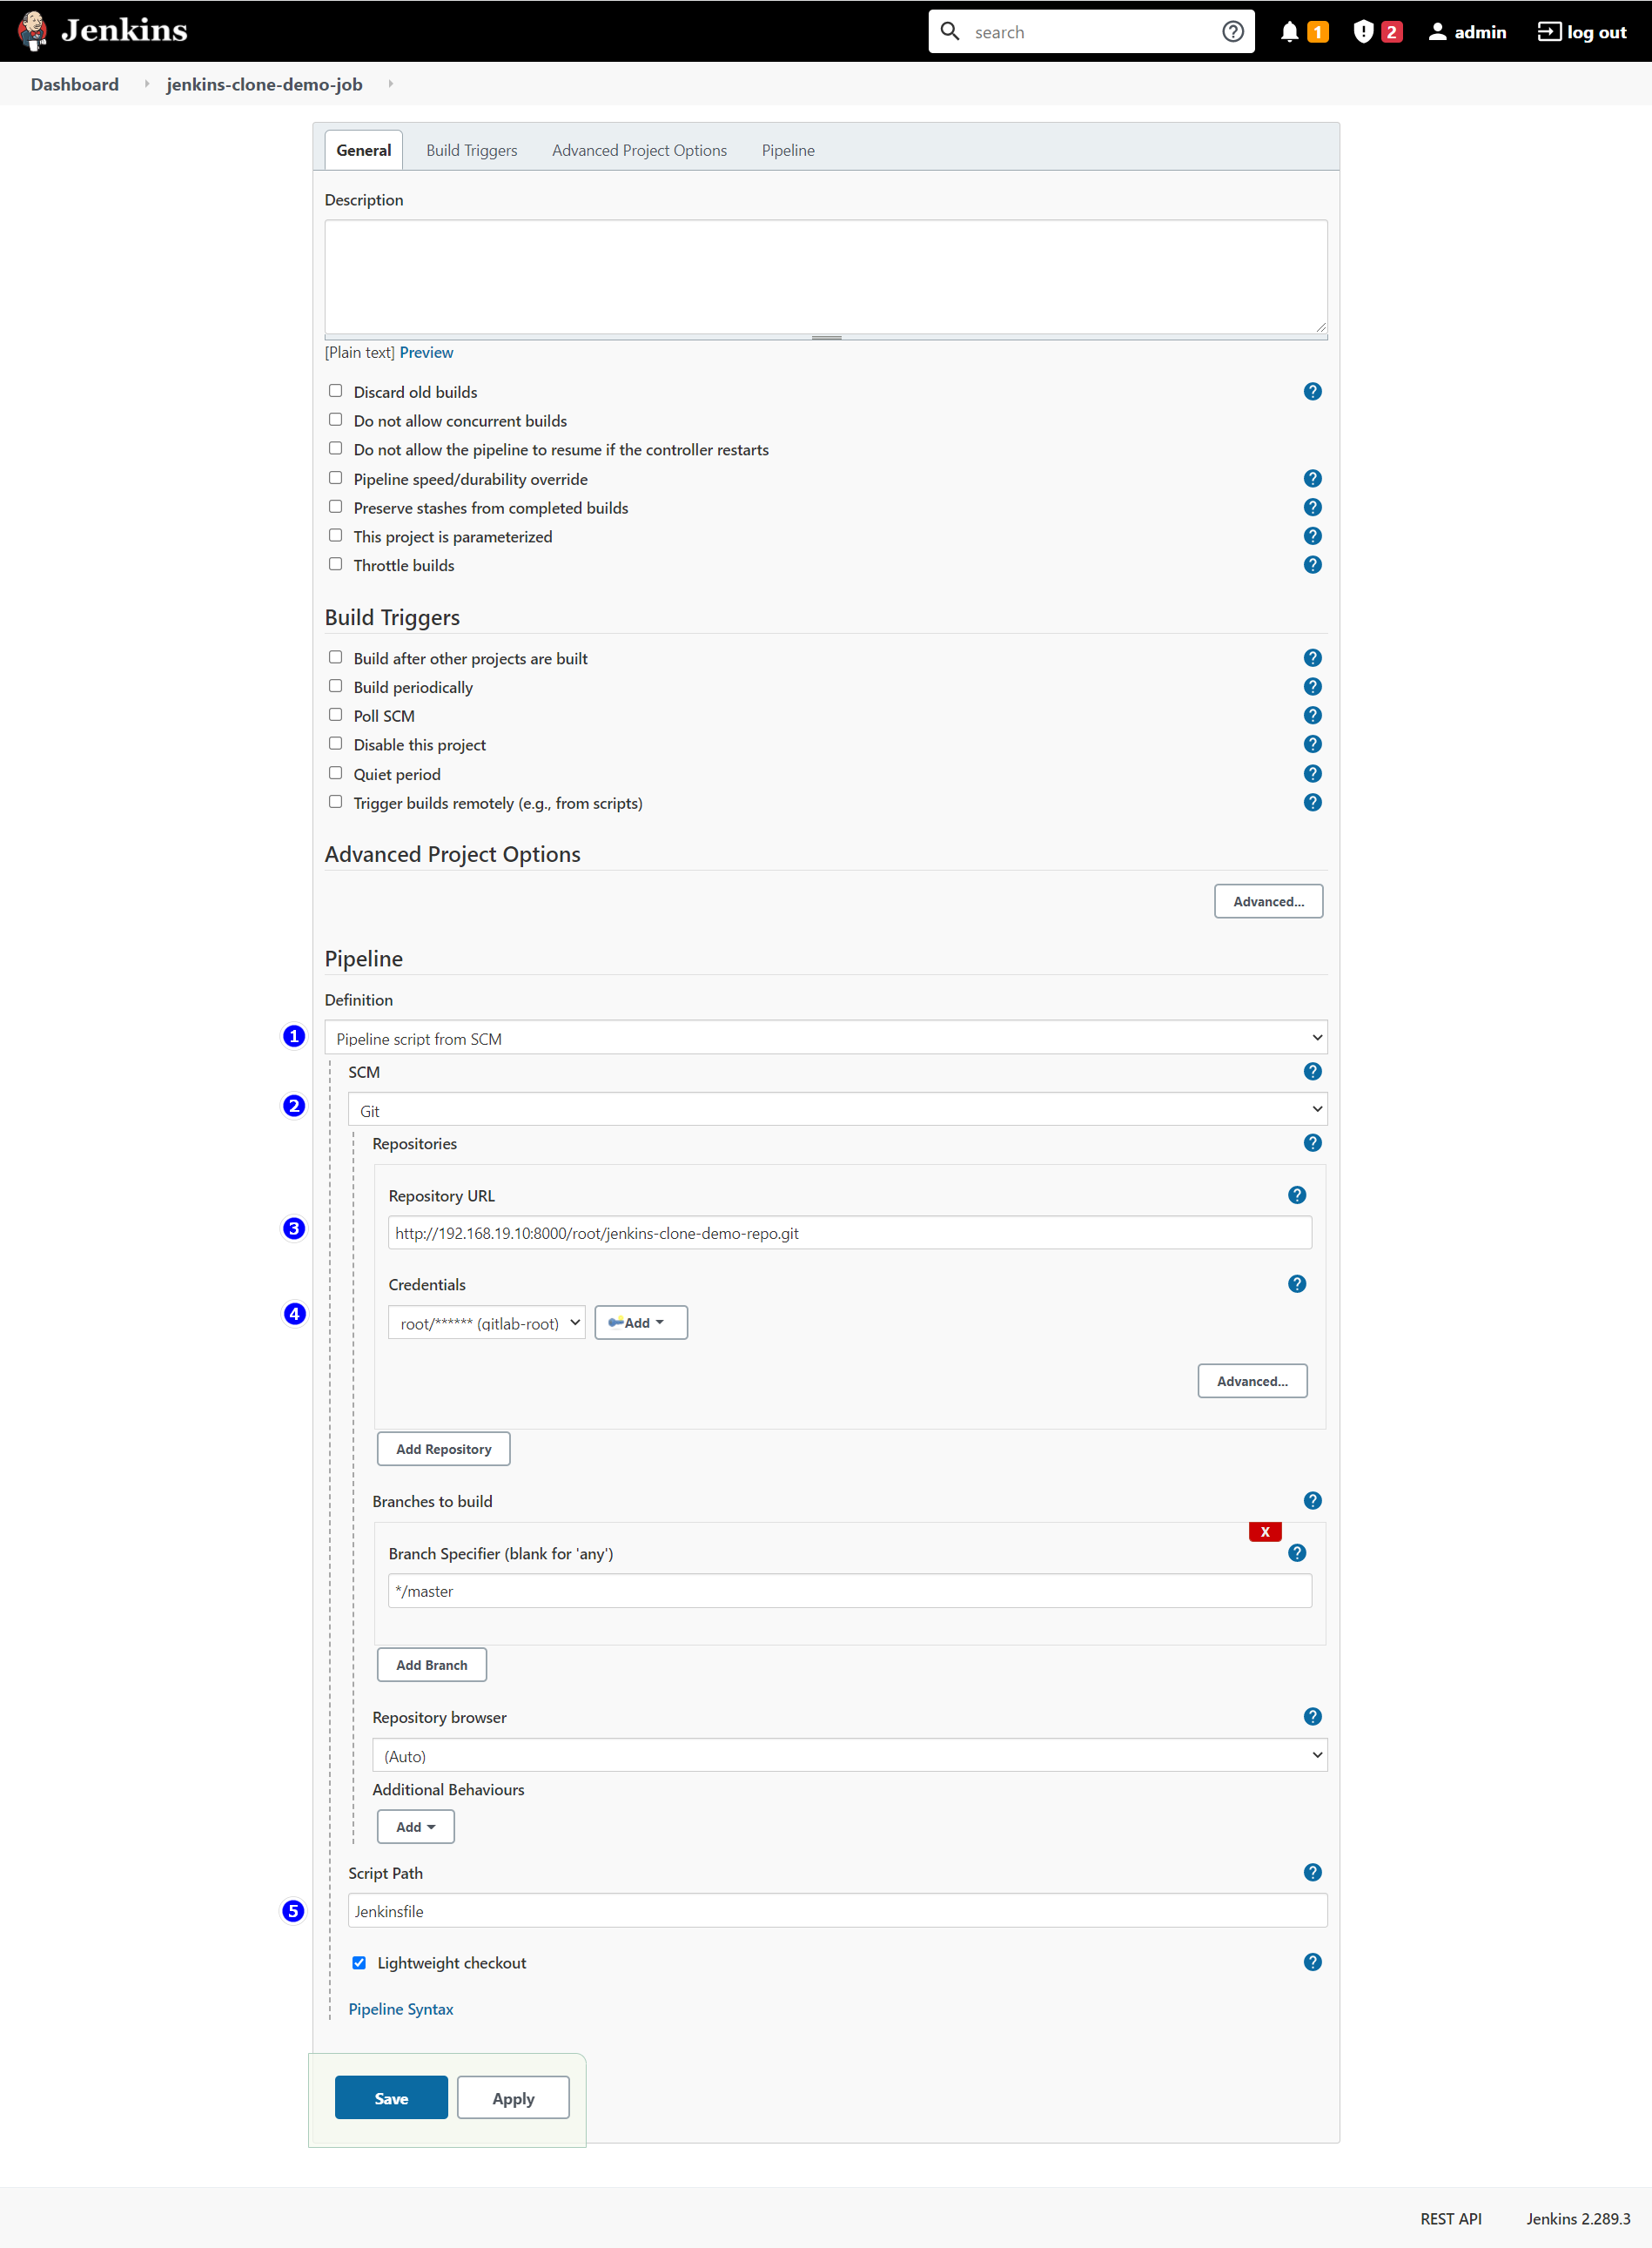 Jenkins
search
1
2
admin
log out
Dashboard
jenkins-clone-demo-job
General
Build Triggers
Advanced Project Options
Pipeline
Description
[Plain text] Preview
Discard old builds
Do not allow concurrent builds
Do not allow the pipeline to resume if the controller restarts
Pipeline speed/durability override
Preserve stashes from completed builds
This project is parameterized
Throttle builds
Build Triggers
Build after other projects are built
Build periodically
Poll SCM
Disable this project
Quiet period
Trigger builds remotely (e.g., from scripts)
Advanced Project Options
Advanced...
Pipeline
Definition
1
Pipeline script from SCM
SCM
2
Git
Repositories
Repository URL
3
http://192.168.19.10:8000/root/jenkins-clone-demo-repo.git
Credentials
4
root/****** (gitlab-root)
Add
Advanced...
Add Repository
Branches to build
X
Branch Specifier (blank for 'any')
*/master
Add Branch
Repository browser
(Auto)
Additional Behaviours
Add
Script Path
5
Jenkinsfile
Lightweight checkout
Pipeline Syntax
Save
Apply
REST API
Jenkins 2.289.3